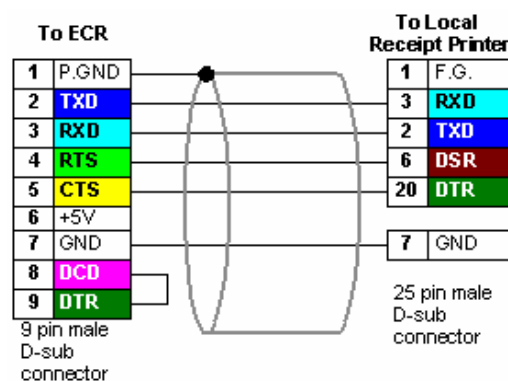 To ECR
1 P.GND
2 TXD
3 RXD
4 RTS
5 CTS
6 +5V
7 GND
8 DCD
9 DTR
9 pin male
D-sub
connector
To Local
Receipt Printer
1 F.G.
3 RXD
2 TXD
6 DSR
20 DTR
7 GND
25 pin male
D-sub
connector